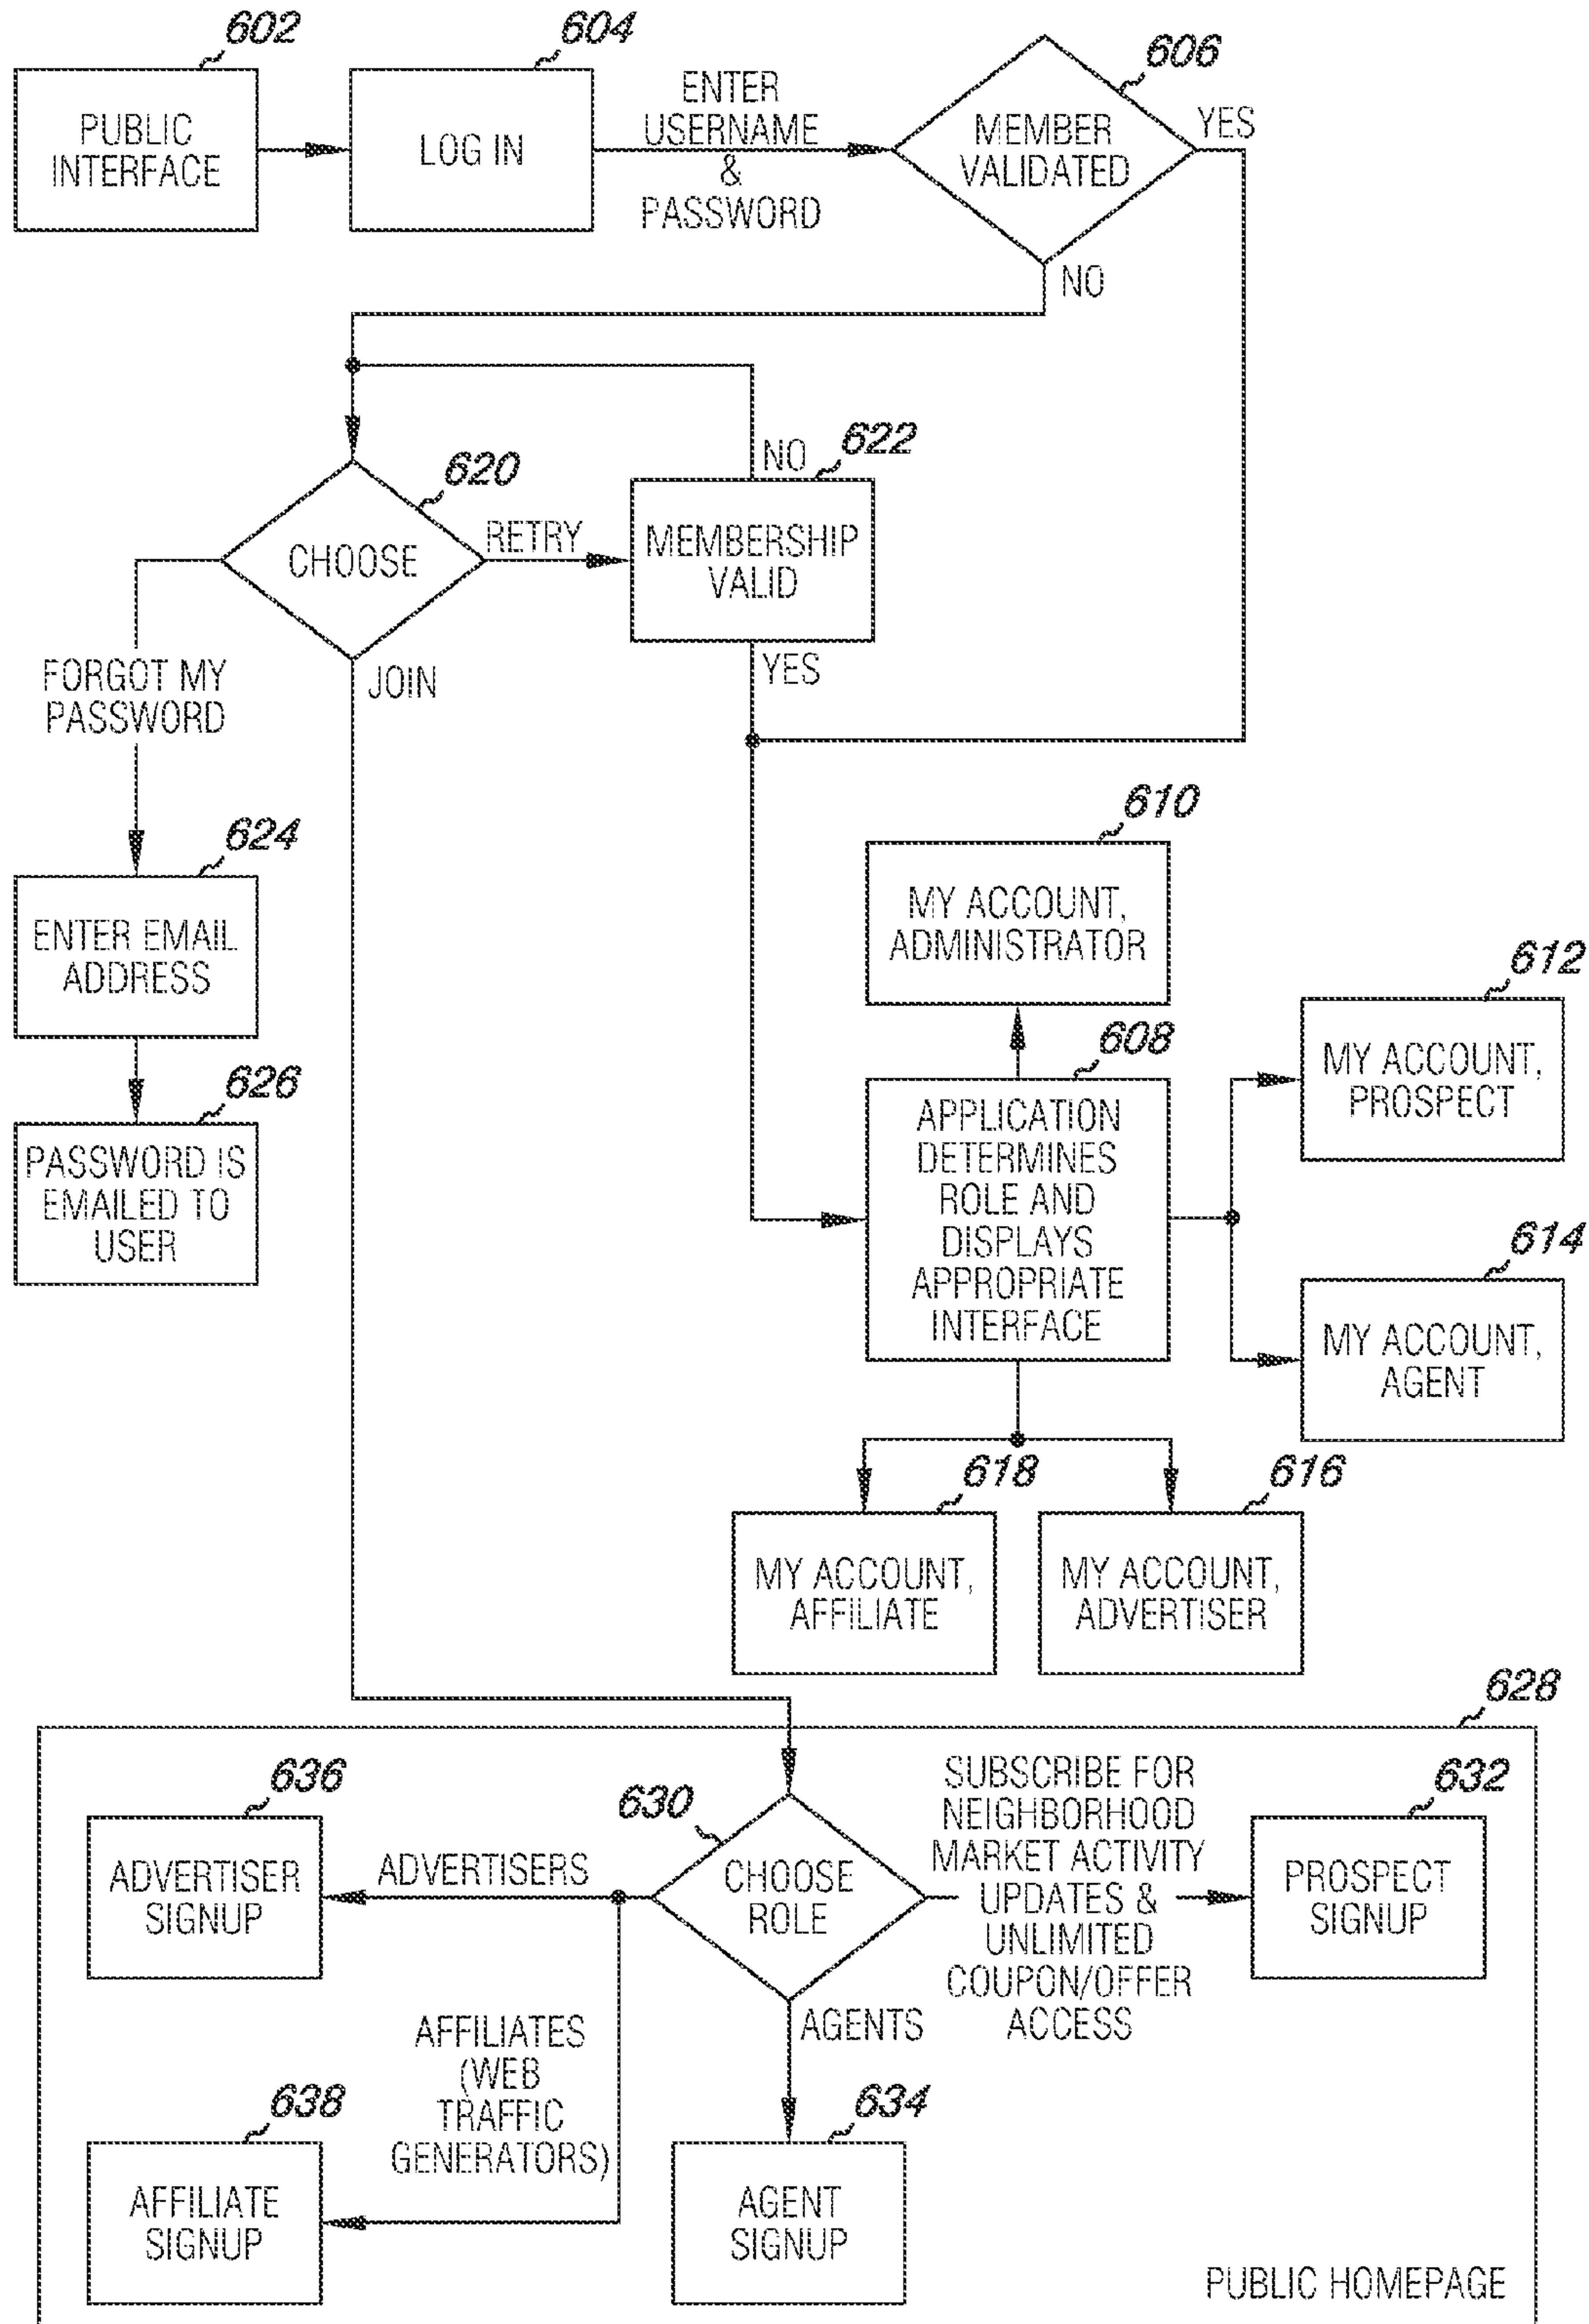 602
PUBLIC
INTERFACE
604
LOG IN
ENTER
USERNAME
&
PASSWORD
606
MEMBER
VALIDATED
YES
NO
620
CHOOSE
RETRY
NO
622
MEMBERSHIP
VALID
YES
FORGOT MY
PASSWORD
JOIN
624
ENTER EMAIL
ADDRESS
626
PASSWORD IS
EMAILED TO
USER
610
MY ACCOUNT,
ADMINISTRATOR
608
APPLICATION
DETERMINES
ROLE AND
DISPLAYS
APPROPRIATE
INTERFACE
612
MY ACCOUNT,
PROSPECT
614
MY ACCOUNT,
AGENT
618
MY ACCOUNT,
AFFILIATE
616
MY ACCOUNT,
ADVERTISER
628
636
ADVERTISER
SIGNUP
ADVERTISERS
630
CHOOSE
ROLE
SUBSCRIBE FOR
NEIGHBORHOOD
MARKET ACTIVITY
UPDATES &
UNLIMITED
COUPON/OFFER
ACCESS
632
PROSPECT
SIGNUP
AFFILIATES
(WEB
TRAFFIC
GENERATORS)
AGENTS
638
AFFILIATE
SIGNUP
634
AGENT
SIGNUP
PUBLIC HOMEPAGE